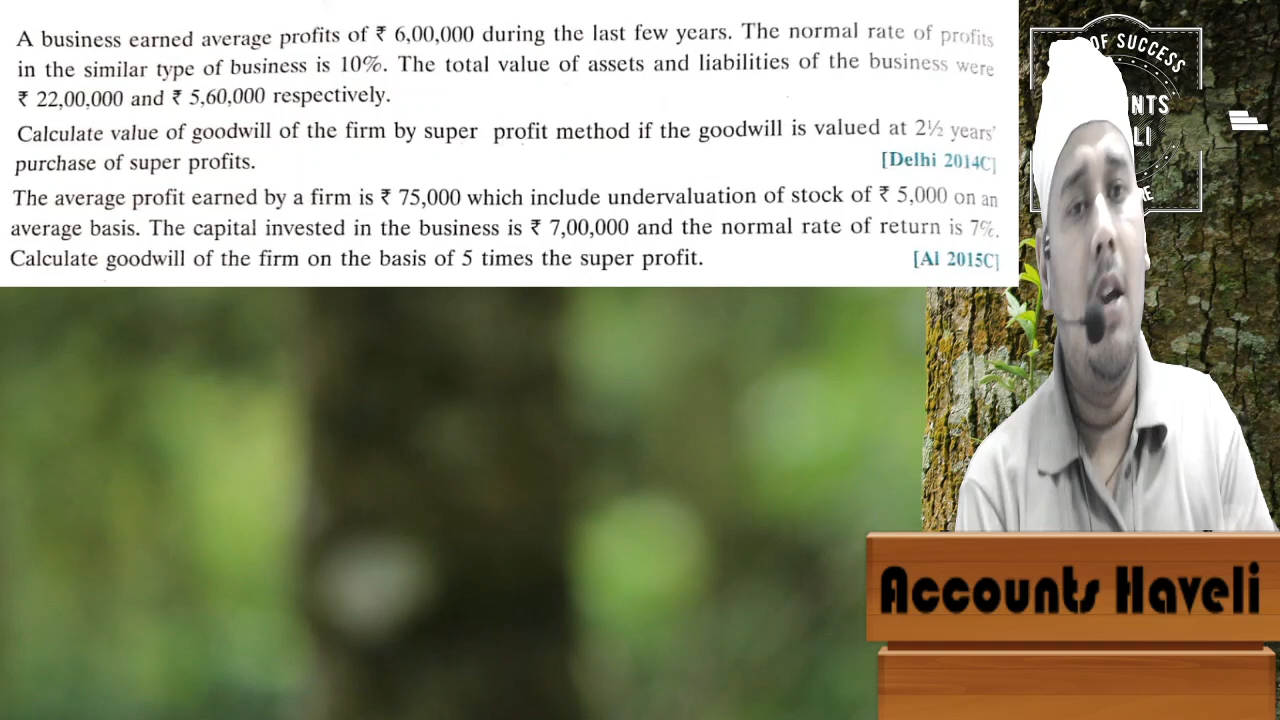 A business earned average profits of ₹ 6,00,000 during the last few years. The normal rate of profits
in the similar type of business is 10%. The total value of assets and liabilities of the business were
₹ 22,00,000 and ₹ 5,60,000 respectively.
Calculate value of goodwill of the firm by super profit method if the goodwill is valued at 2½ years'
purchase of super profits. [Delhi 2014C]
The average profit earned by a firm is ₹ 75,000 which include undervaluation of stock of ₹ 5,000 on an
average basis. The capital invested in the business is ₹ 7,00,000 and the normal rate of return is 7%.
Calculate goodwill of the firm on the basis of 5 times the super profit. [AI 2015C]
OF SUCCESS
NTS
LI
Accounts Haveli